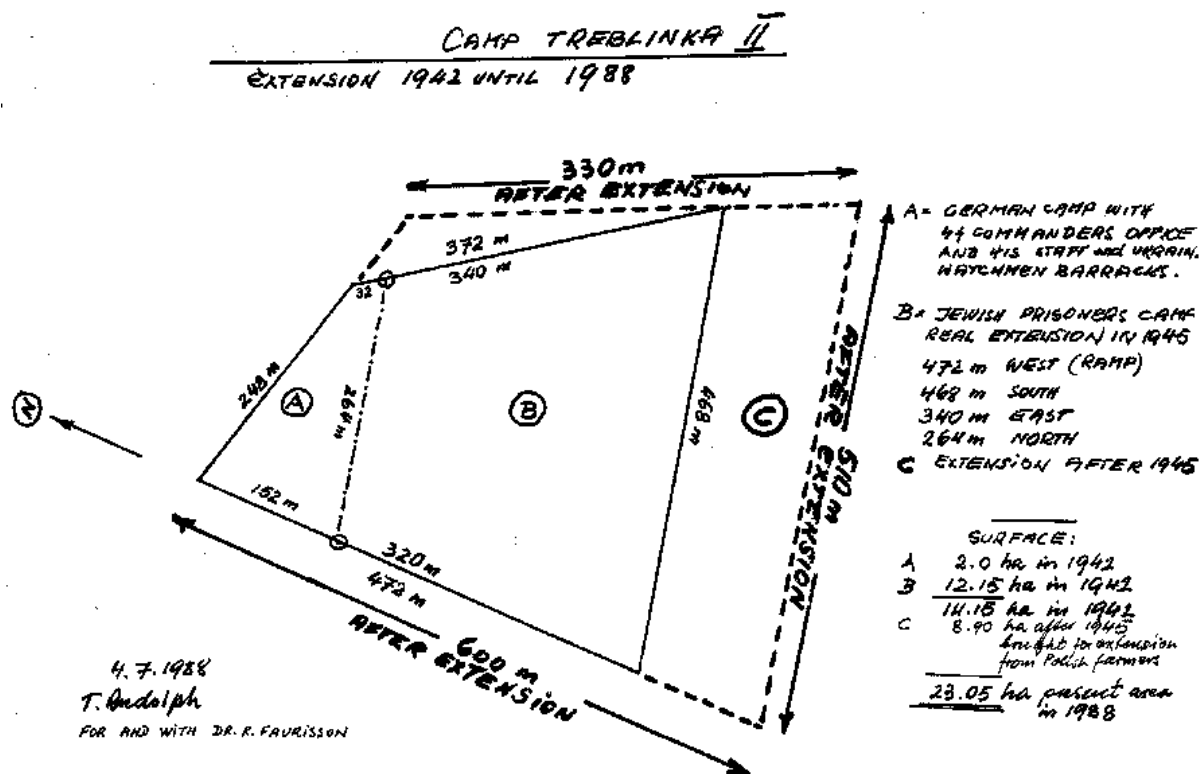 CAMP TREBLINKA II
EXTENSION 1942 UNTIL 1988
330m
AFTER EXTENSION
372 m
340 m
32
248 m
264 m
468 m
A
B
C
N
152 m
320 m
472 m
600 m
AFTER EXTENSION
510 m
AFTER EXTENSION
A= GERMAN CAMP WITH
COMMANDERS OFFICE
AND HIS STAFF and UKRAIN.
WATCHMEN BARRACKS.
B= JEWISH PRISONERS CAMP
REAL EXTENSION IN 1945
472 m WEST (RAMP)
468 m SOUTH
340 m EAST
264 m NORTH
C EXTENSION AFTER 1945
SURFACE:
A 2.0 ha in 1942
B 12.15 ha in 1942
14.15 ha in 1942
C 8.90 ha after 1945
bought for extension
from Polish farmers
23.05 ha present area
in 1988
4.7.1988
T. Rudolph
FOR AND WITH DR. R. FAURISSON